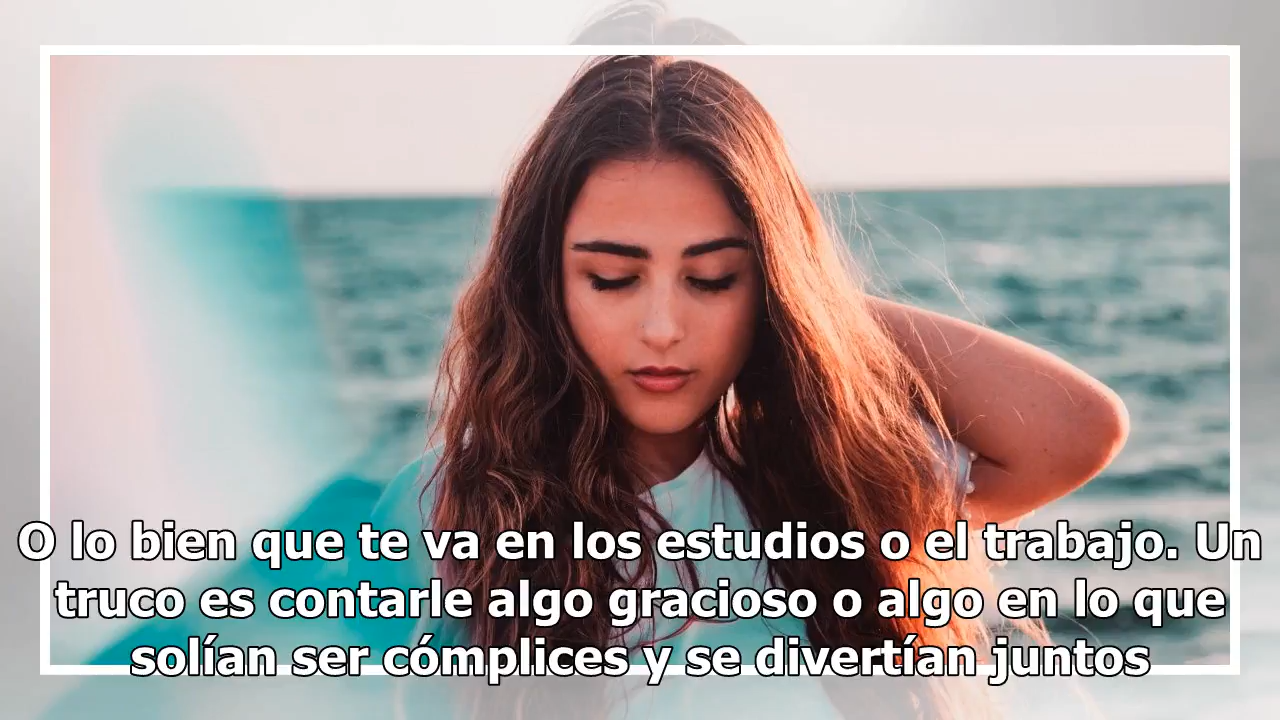 O lo bien que te va en los estudios o el trabajo. Un
truco es contarle algo gracioso o algo en lo que
solían ser cómplices y se divertían juntos